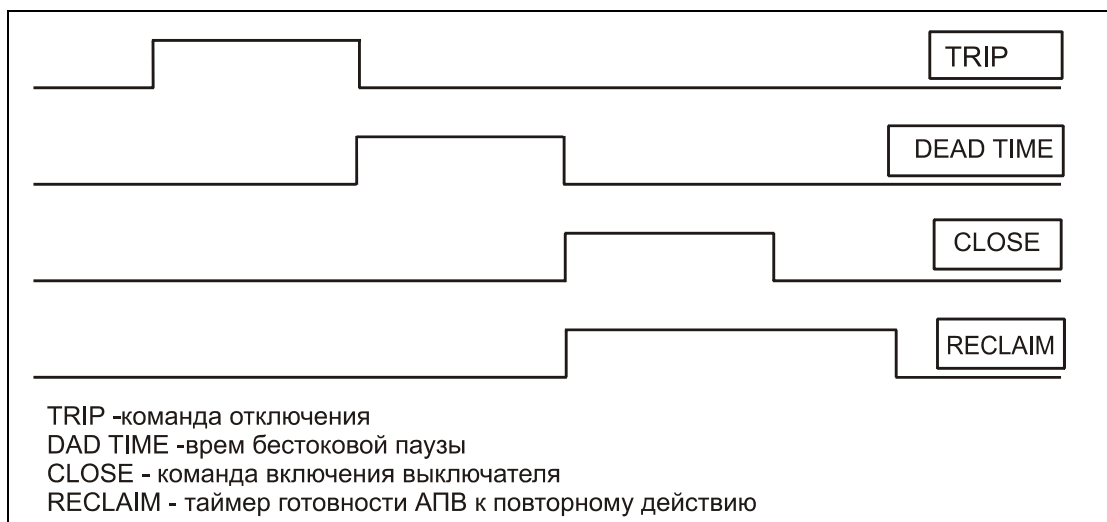 TRIP
DEAD TIME
CLOSE
RECLAIM
TRIP -команда отключения
DAD TIME -врем бестоковой паузы
CLOSE - команда включения выключателя
RECLAIM - таймер готовности АПВ к повторному действию